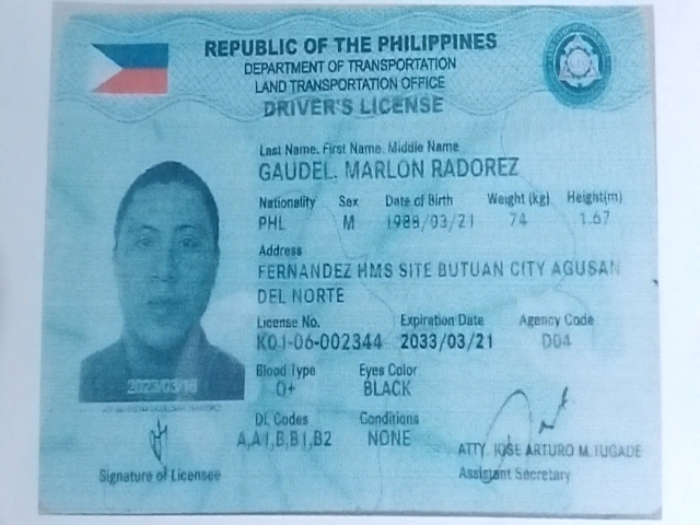 REPUBLIC OF THE PHILIPPINES
DEPARTMENT OF TRANSPORTATION
LAND TRANSPORTATION OFFICE
DRIVER'S LICENSE
Last Name, First Name, Middle Name
GAUDEL, MARLON RADOREZ
Nationality Sex Date of Birth Weight (kg) Height(m)
PHL M 1988/03/21 74 1.67
Address
FERNANDEZ HMS SITE BUTUAN CITY AGUSAN
DEL NORTE
License No. Expiration Date Agency Code
K01-06-002344 2033/03/21 D04
Blood Type Eyes Color
O+ BLACK
DL Codes Conditions
A,A1,B,B1,B2 NONE
ATTY. JOSE ARTURO M. TUGADE
Signature of Licensee Assistant Secretary